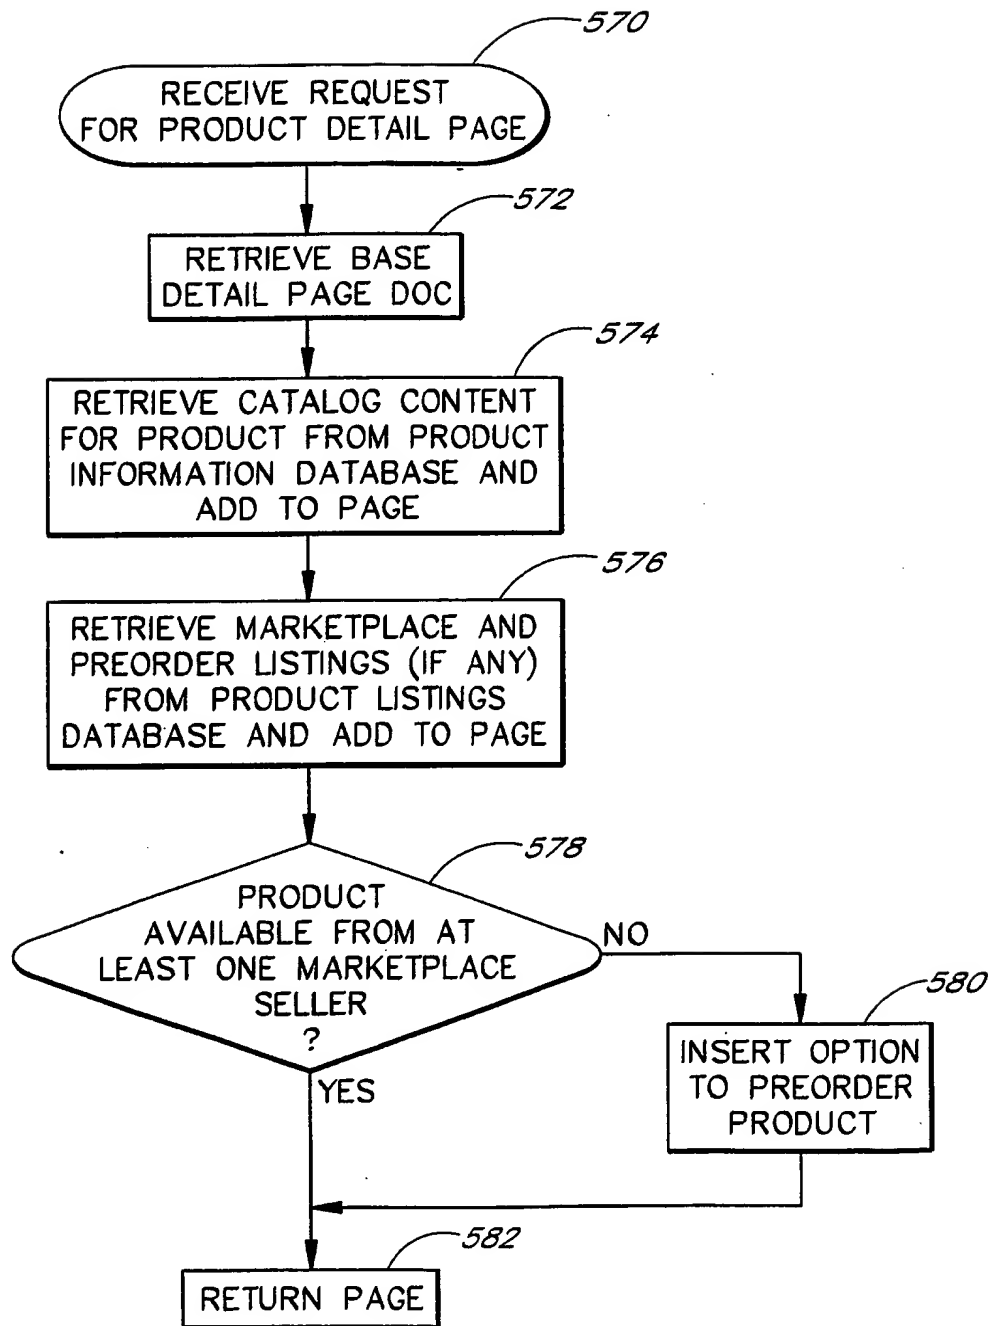 570
RECEIVE REQUEST
FOR PRODUCT DETAIL PAGE
572
RETRIEVE BASE
DETAIL PAGE DOC
574
RETRIEVE CATALOG CONTENT
FOR PRODUCT FROM PRODUCT
INFORMATION DATABASE AND
ADD TO PAGE
576
RETRIEVE MARKETPLACE AND
PREORDER LISTINGS (IF ANY)
FROM PRODUCT LISTINGS
DATABASE AND ADD TO PAGE
578
PRODUCT
AVAILABLE FROM AT
LEAST ONE MARKETPLACE
SELLER
?
NO
580
INSERT OPTION
TO PREORDER
PRODUCT
YES
582
RETURN PAGE